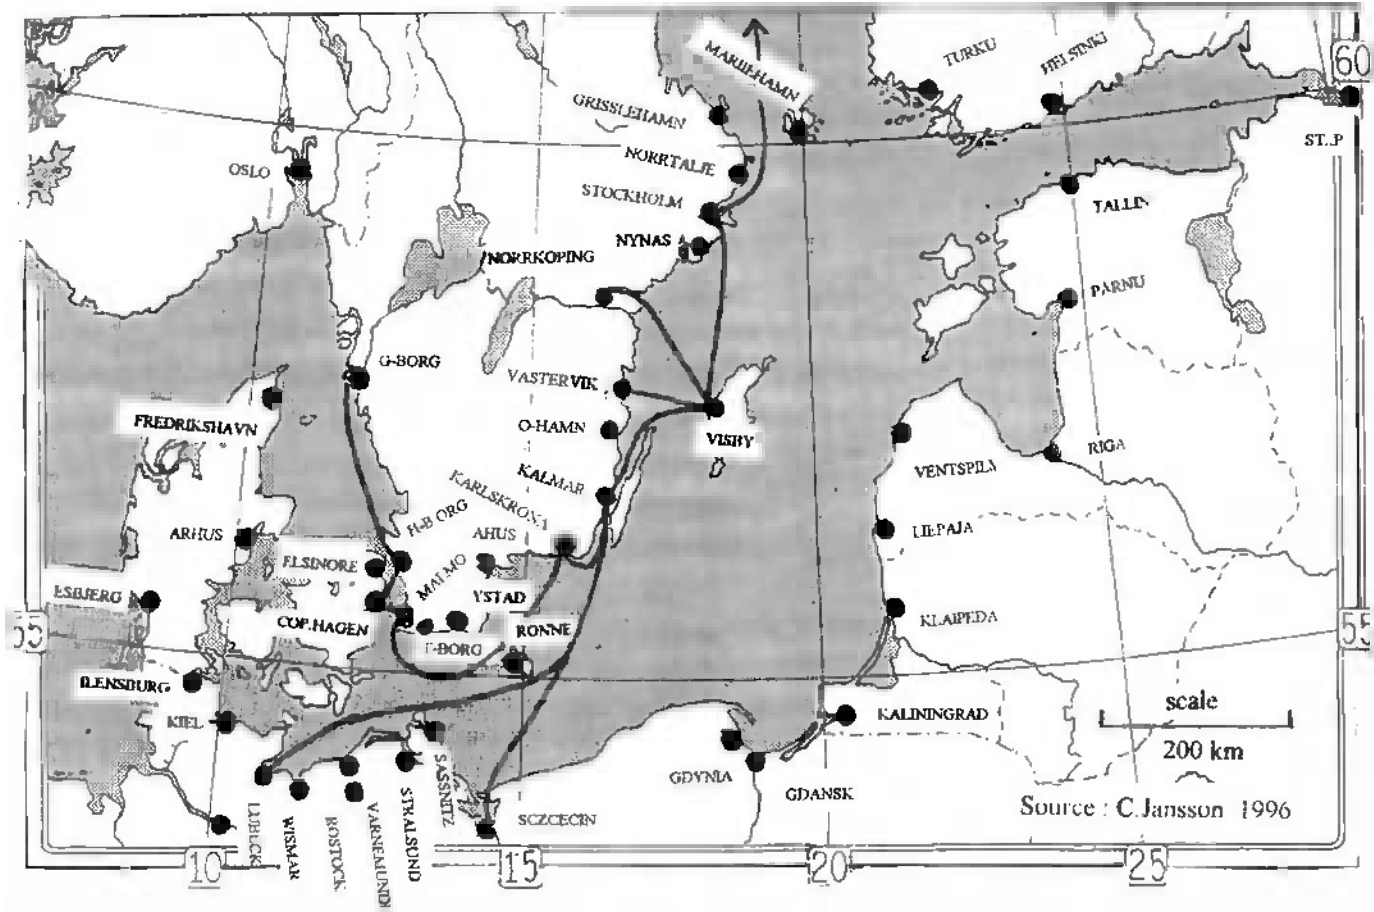 60
TURKU
HELSINKI
MARIEHAMN
GRISSLEHAMN
ST..P
NORRTALJE
OSLO
STOCKHOLM
TALLIN
NYNAS
NORRKOPING
PARNU
G-BORG
VASTERVIK
FREDRIKSHAVN
O-HAMN
VISBY
RIGA
KALMAR
VENTSPILS
KARLSKRONA
H-BORG
ARHUS
AHUS
LIEPAJA
ELSINORE
MALMO
ESBJERG
YSTAD
COP.HAGEN
RONNE
KLAIPEDA
55
55
T-BORG
FLENSBURG
scale
KIEL
KALININGRAD
200 km
SASSNITZ
GDYNIA
GDANSK
STRALSUND
Source : C.Jansson 1996
LUBECK
WISMAR
ROSTOCK
VARNEMUNDE
SCZCECIN
10
15
20
25